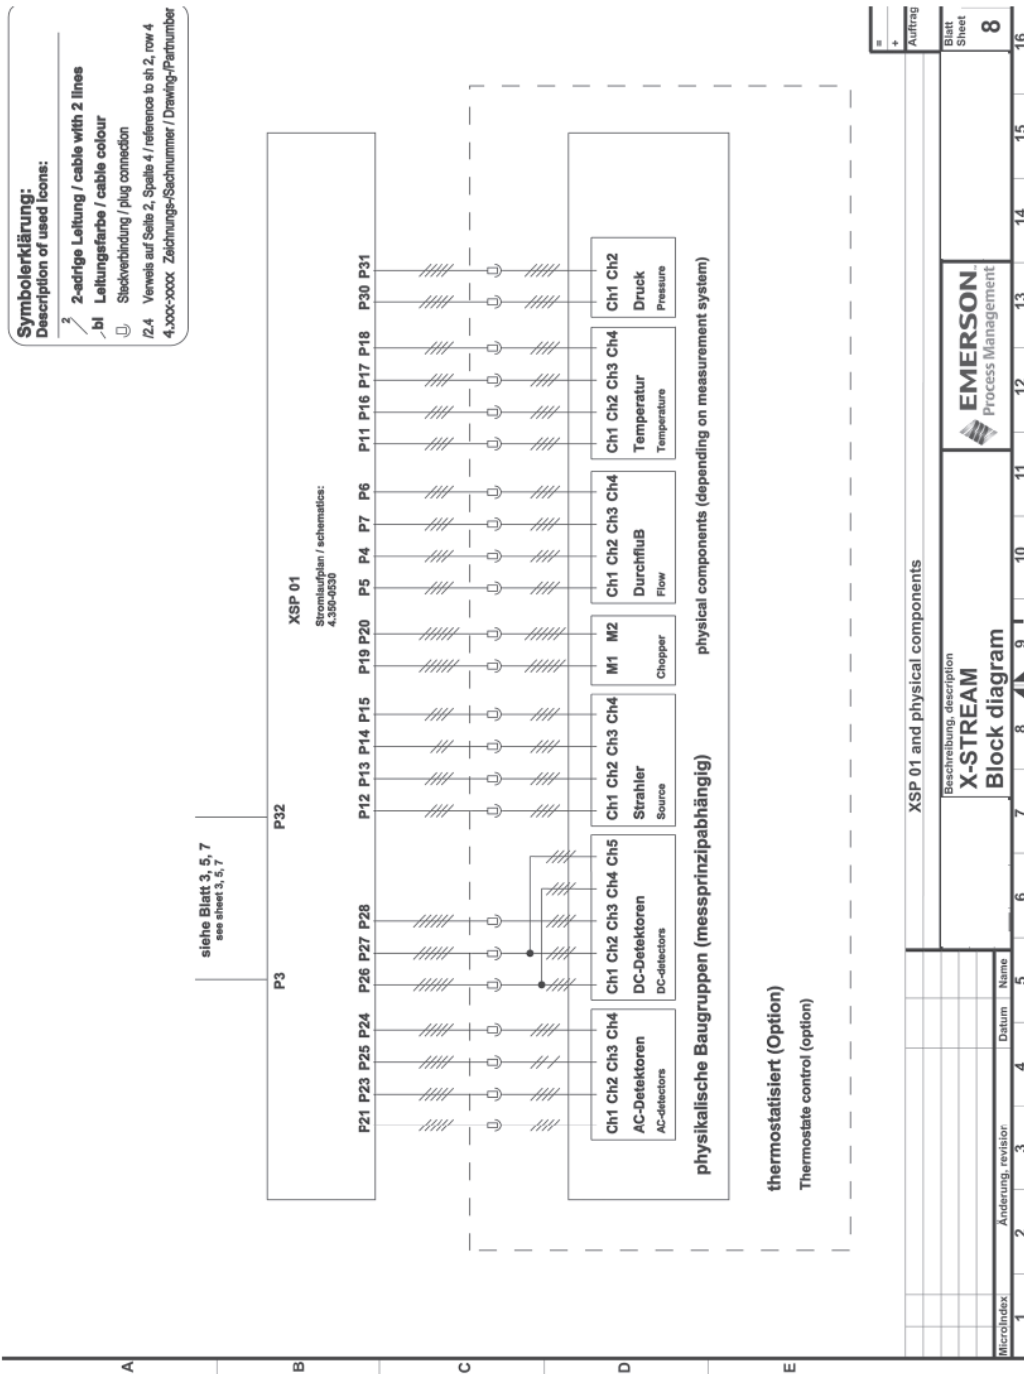 Symbolerklärung:
Description of used icons:
2
2-adrige Leitung / cable with 2 lines
bl Leitungsfarbe / cable colour
Steckverbindung / plug connection
/2.4 Verweis auf Seite 2, Spalte 4 / reference to sh 2, row 4
4.xxx-xxxx Zeichnungs-/Sachnummer / Drawing-/Partnumber
siehe Blatt 3, 5, 7
see sheet 3, 5, 7
P3 P32
XSP 01
Stromlaufplan / schematics:
4.350-0530
P21 P23 P25 P24 P26 P27 P28 P12 P13 P14 P15 P19 P20 P5 P4 P7 P6 P11 P16 P17 P18 P30 P31
Ch1 Ch2 Ch3 Ch4
AC-Detektoren
AC-detectors
Ch1 Ch2 Ch3 Ch4 Ch5
DC-Detektoren
DC-detectors
Ch1 Ch2 Ch3 Ch4
Strahler
Source
M1 M2
Chopper
Ch1 Ch2 Ch3 Ch4
Durchfluß
Flow
Ch1 Ch2 Ch3 Ch4
Temperatur
Temperature
Ch1 Ch2
Druck
Pressure
physikalische Baugruppen (messprinzipabhängig)
physical components (depending on measurement system)
thermostatisiert (Option)
Thermostate control (option)
A
B
C
D
E
=
+
Auftrag
XSP 01 and physical components
Beschreibung, description
X-STREAM
Block diagram
EMERSON
Process Management
Blatt
Sheet
8
MicroIndex
Änderung, revision
Datum
Name
1 2 3 4 5 6 7 8 9 10 11 12 13 14 15 16